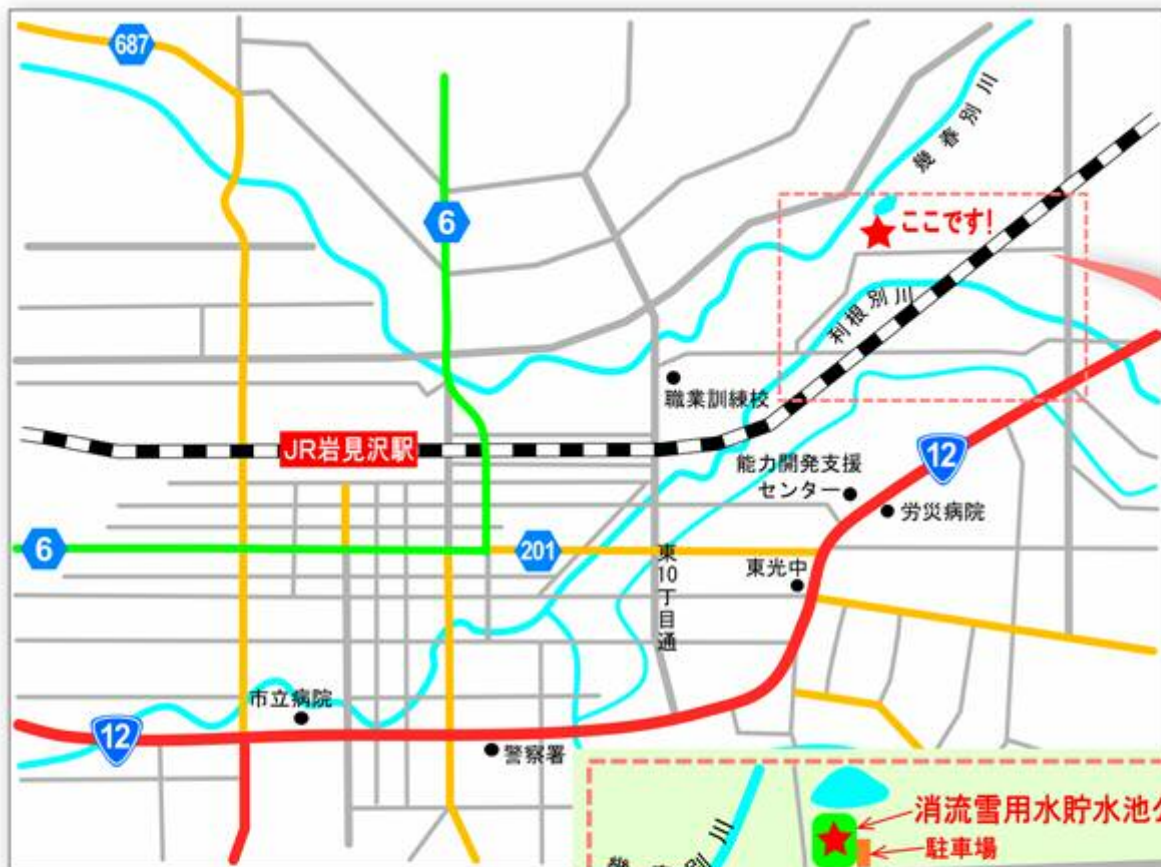 687
6
幾春別川
ここです!
利根別川
職業訓練校
JR岩見沢駅
12
能力開発支援
センター
労災病院
6
201
東10丁目通
東光中
市立病院
12
警察署
消流雪用水貯水池
駐車場